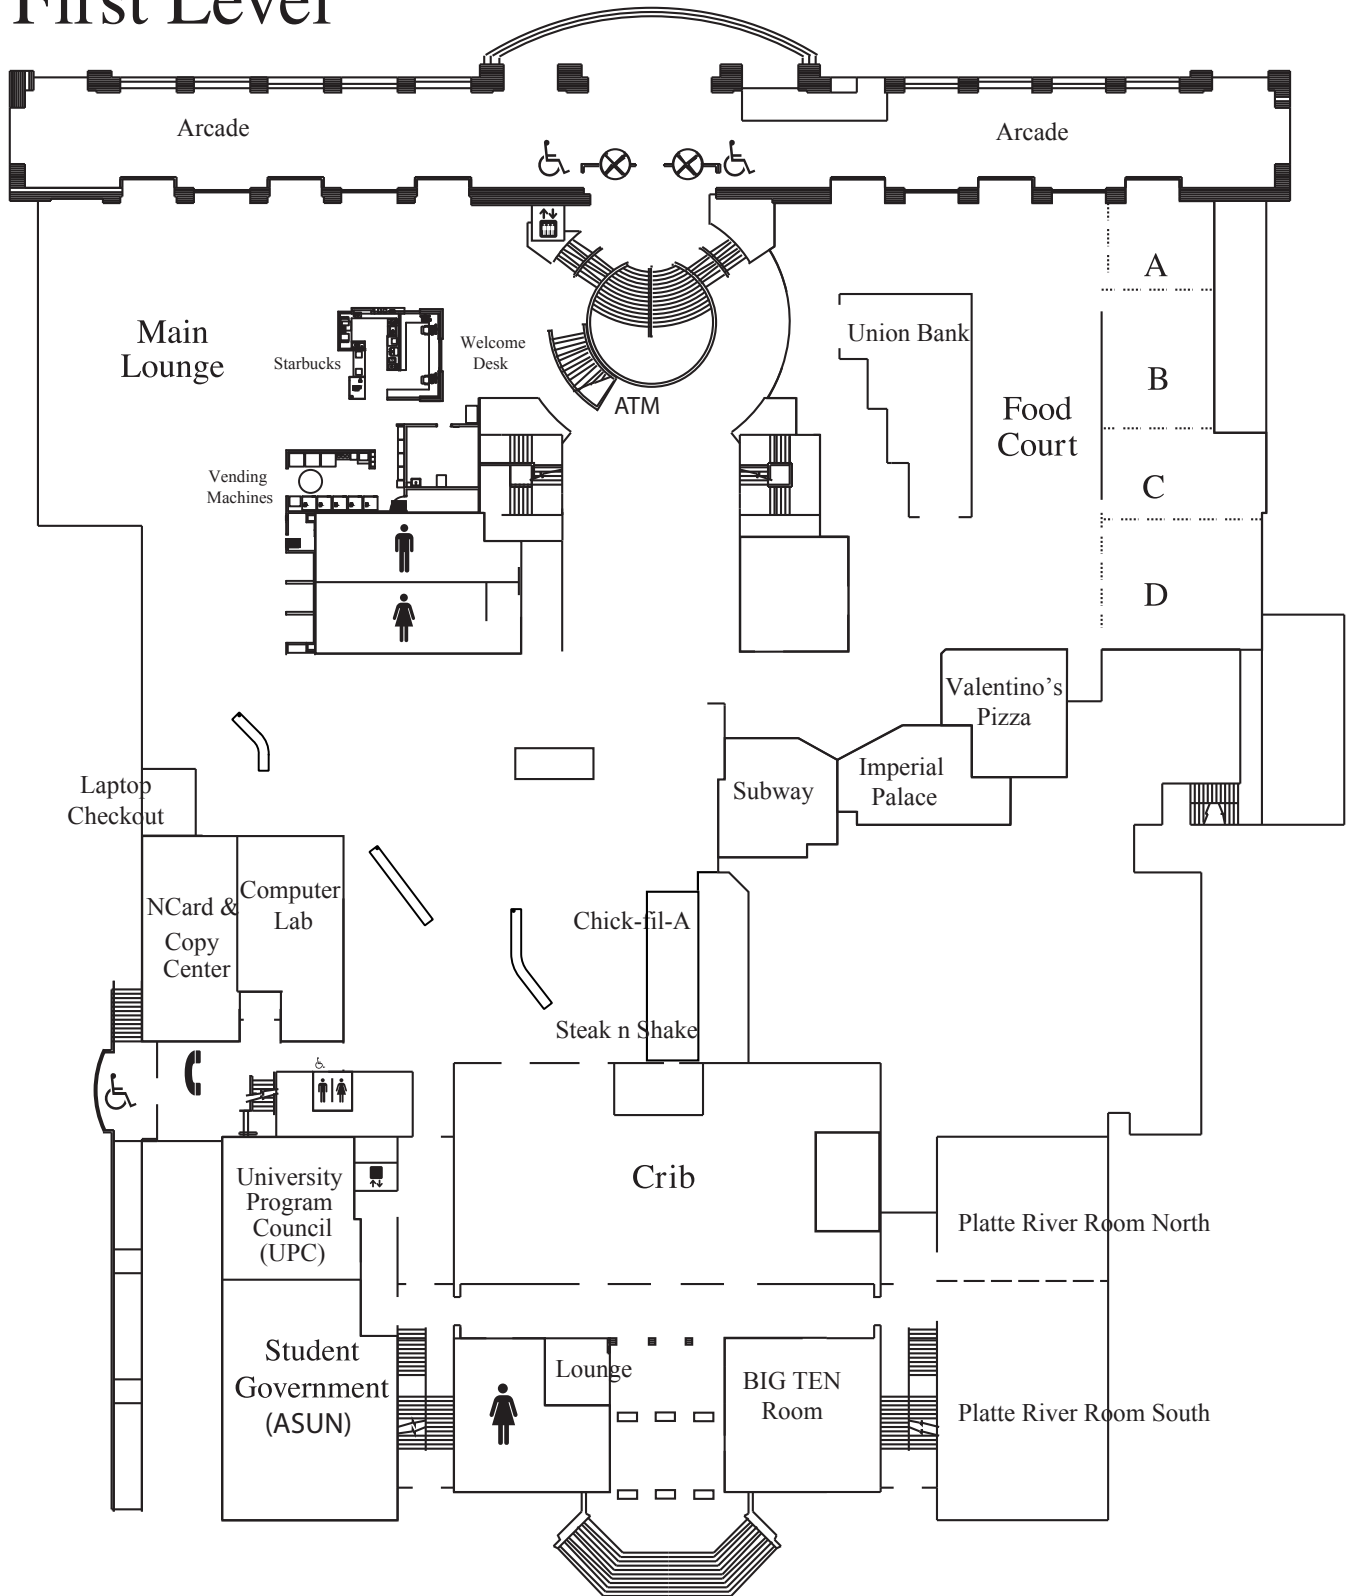 First Level
Arcade
Arcade
Main
Lounge
Starbucks
Welcome
Desk
ATM
Union Bank
Food
Court
A
B
C
D
Vending
Machines
Valentino's
Pizza
Imperial
Palace
Subway
Laptop
Checkout
NCard &
Copy
Center
Computer
Lab
Chick-fil-A
Steak n Shake
University
Program
Council
(UPC)
Crib
Platte River Room North
Student
Government
(ASUN)
Lounge
BIG TEN
Room
Platte River Room South